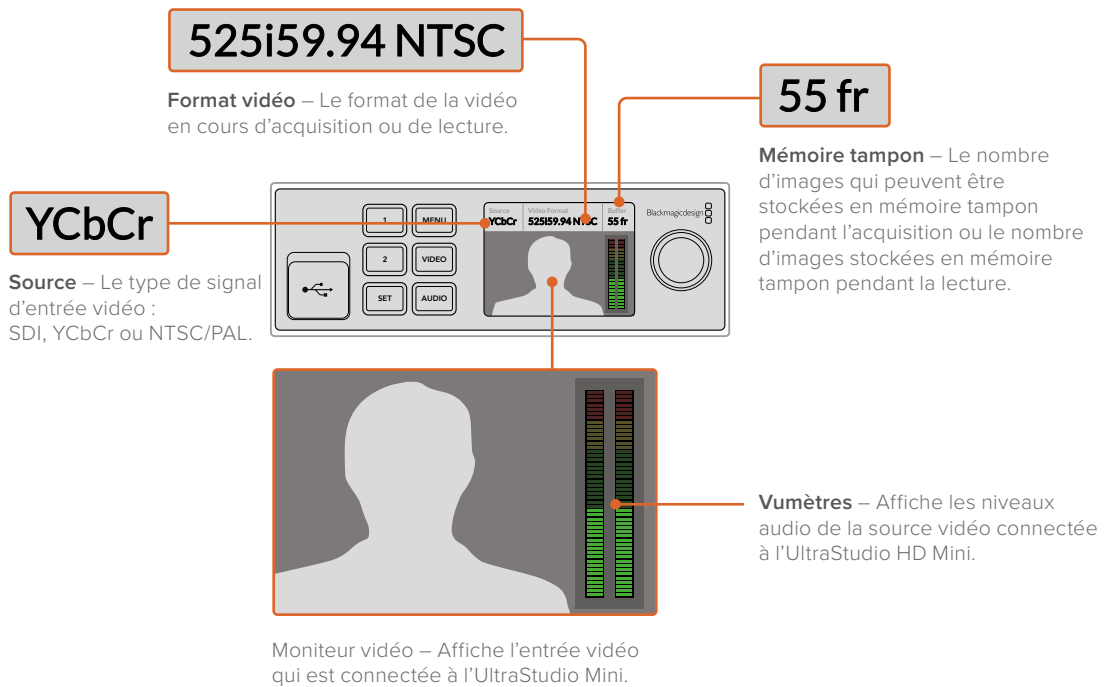 525i59.94 NTSC
Format vidéo – Le format de la vidéo
en cours d'acquisition ou de lecture.
55 fr
Mémoire tampon – Le nombre
d'images qui peuvent être
stockées en mémoire tampon
pendant l'acquisition ou le nombre
d'images stockées en mémoire
tampon pendant la lecture.
YCbCr
Source – Le type de signal
d'entrée vidéo :
SDI, YCbCr ou NTSC/PAL.
1 MENU
2 VIDEO
SET AUDIO
Source Video Format Buffer
YCbCr 525i59.94 NTSC 55 fr
Blackmagicdesign
Vumètres – Affiche les niveaux
audio de la source vidéo connectée
à l'UltraStudio HD Mini.
Moniteur vidéo – Affiche l'entrée vidéo
qui est connectée à l'UltraStudio Mini.